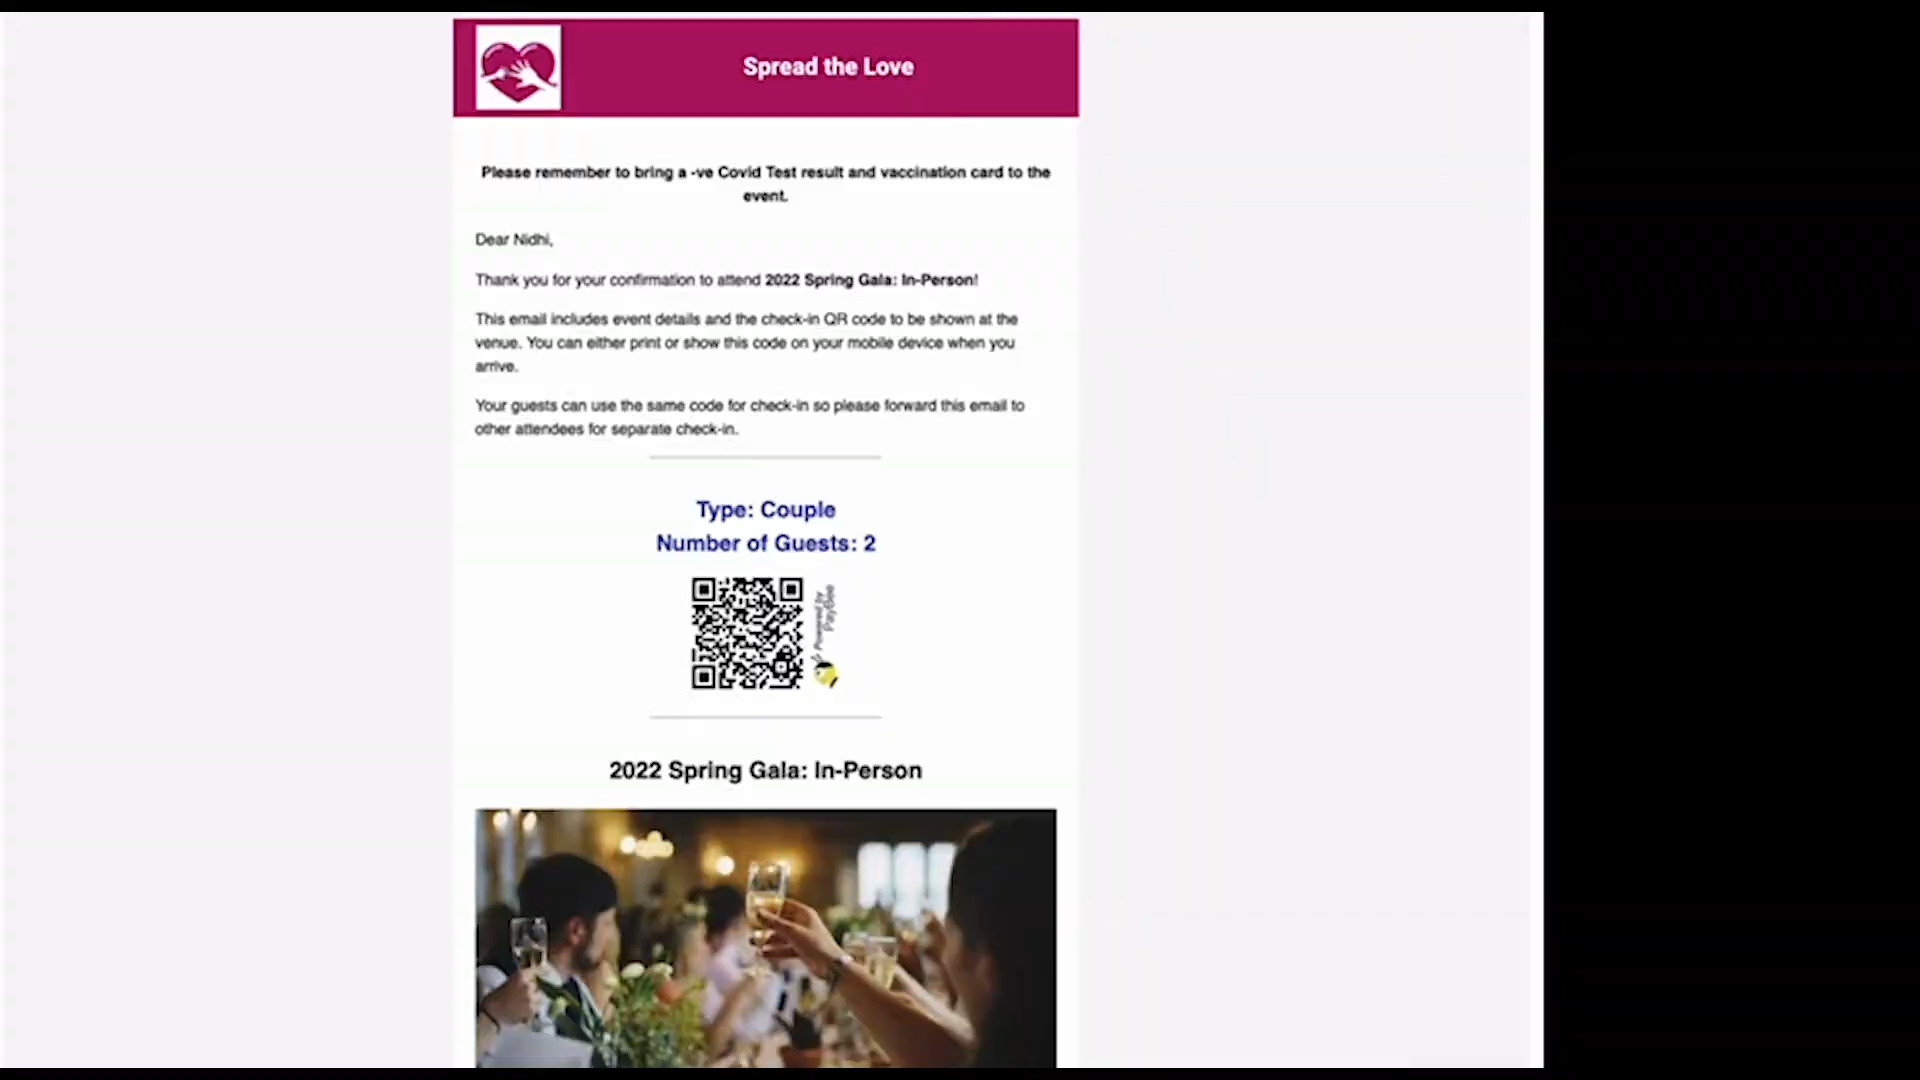 Spread the Love
Please remember to bring a -ve Covid Test result and vaccination card to the
event.
Dear Nidhi,
Thank you for your confirmation to attend 2022 Spring Gala: In-Person!
This email includes event details and the check-in QR code to be shown at the
venue. You can either print or show this code on your mobile device when you
arrive.
Your guests can use the same code for check-in so please forward this email to
other attendees for separate check-in.
Type: Couple
Number of Guests: 2
Powered by
PayBee
2022 Spring Gala: In-Person